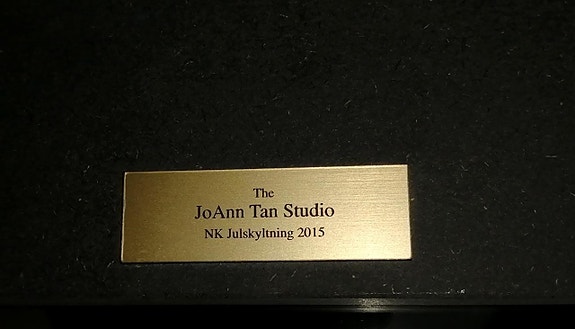 The
JoAnn Tan Studio
NK Julskyltning 2015